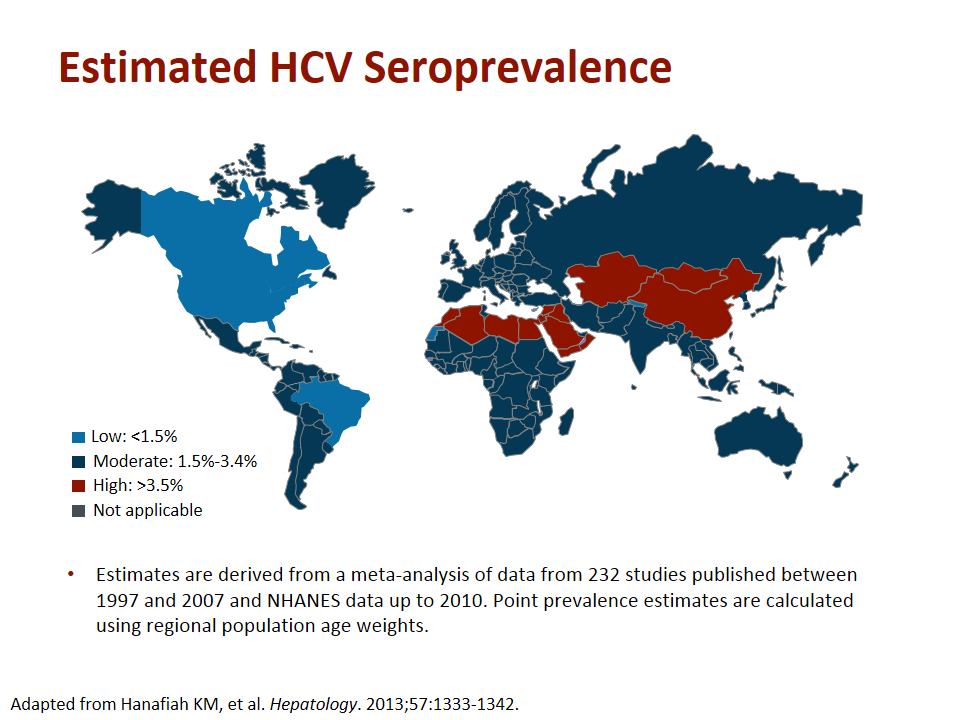 Estimated HCV Seroprevalence
Low: <1.5%
Moderate: 1.5%-3.4%
High: >3.5%
Not applicable
• Estimates are derived from a meta-analysis of data from 232 studies published between
1997 and 2007 and NHANES data up to 2010. Point prevalence estimates are calculated
using regional population age weights.
Adapted from Hanafiah KM, et al. Hepatology. 2013;57:1333-1342.